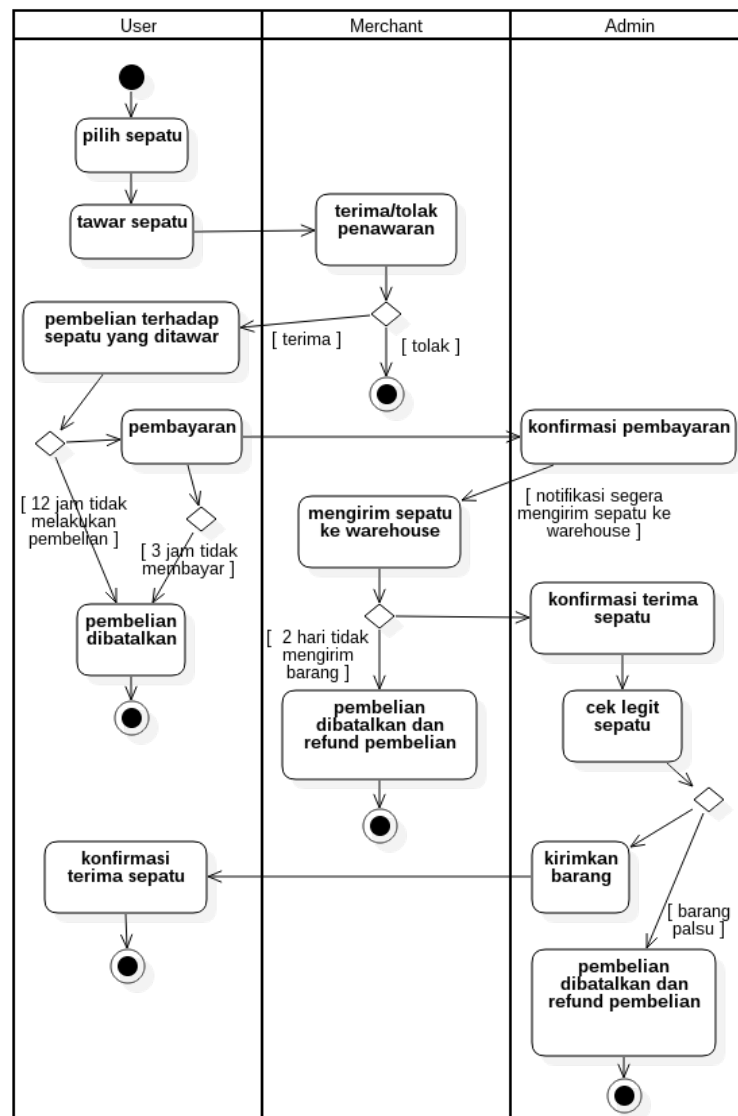 User
Merchant
Admin
pilih sepatu
tawar sepatu
terima/tolak
penawaran
pembelian terhadap
sepatu yang ditawar
[ terima ]
[ tolak ]
pembayaran
konfirmasi pembayaran
[ 12 jam tidak
melakukan
pembelian ]
[ 3 jam tidak
membayar ]
mengirim sepatu
ke warehouse
[ notifikasi segera
mengirim sepatu ke
warehouse ]
pembelian
dibatalkan
[ 2 hari tidak
mengirim
barang ]
konfirmasi terima
sepatu
pembelian
dibatalkan dan
refund pembelian
cek legit
sepatu
konfirmasi
terima sepatu
kirimkan
barang
[ barang
palsu ]
pembelian
dibatalkan dan
refund pembelian